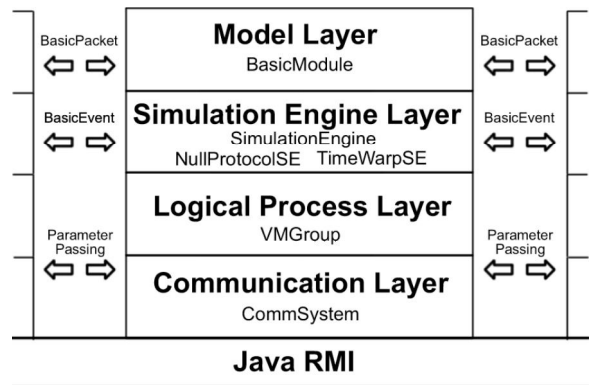 BasicPacket
Model Layer
BasicModule
BasicPacket
BasicEvent
Simulation Engine Layer
SimulationEngine
NullProtocolSE TimeWarpSE
BasicEvent
Logical Process Layer
VMGroup
Parameter
Passing
Parameter
Passing
Communication Layer
CommSystem
Java RMI